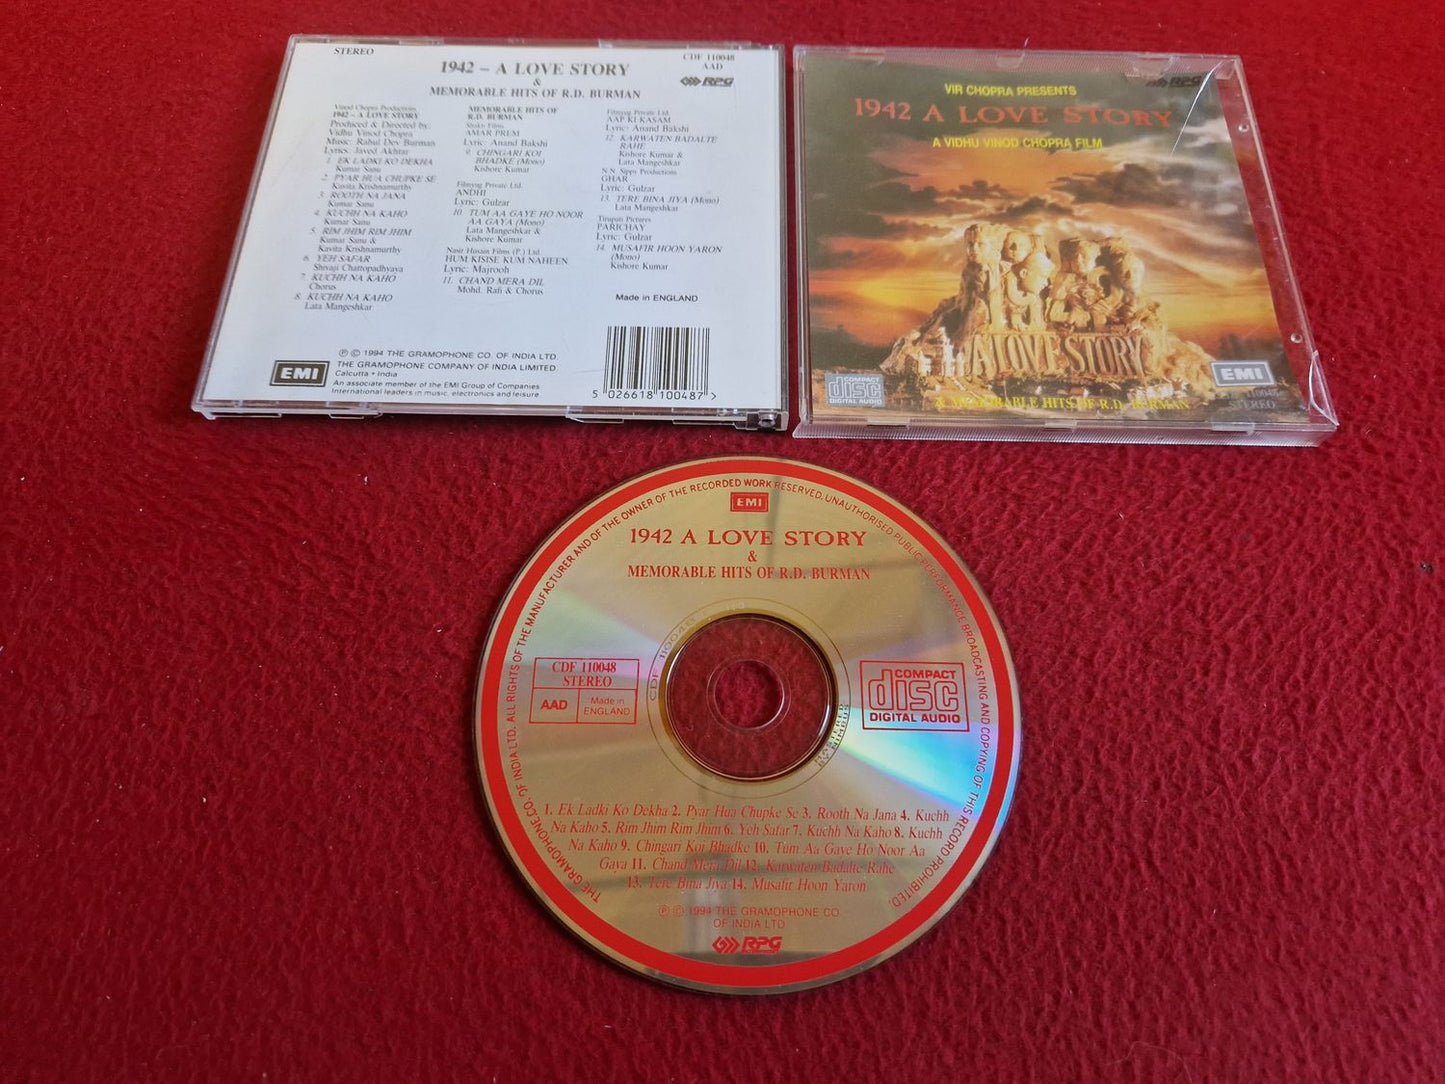 STEREO
CDF 110048
AAD
RPG
1942 – A LOVE STORY
&
MEMORABLE HITS OF R.D. BURMAN
Vinod Chopra Productions
1942 – A LOVE STORY
Produced & Directed by:
Vidhu Vinod Chopra
Music: Rahul Dev Burman
Lyrics: Javed Akhtar
1. EK LADKI KO DEKHA
Kumar Sanu
2. PYAR HUA CHUPKE SE
Kavita Krishnamurthy
3. ROOTH NA JANA
Kumar Sanu
4. KUCHH NA KAHO
Kumar Sanu
5. RIM JHIM RIM JHIM
Kumar Sanu &
Kavita Krishnamurthy
6. YEH SAFAR
Shivaji Chattopadhyava
7. KUCHH NA KAHO
Chorus
8. KUCHH NA KAHO
Lata Mangeshkar
MEMORABLE HITS OF
R.D. BURMAN
Shakti Films
AMAR PREM
Lyric: Anand Bakshi
9. CHINGARI KOI
BHADKE (Mono)
Kishore Kumar
Filmyug Private Ltd.
ANDHI
Lyric: Gulzar
10. TUM AA GAYE HO NOOR
AA GAYA (Mono)
Lata Mangeshkar &
Kishore Kumar
Nasir Husain Films (P.) Ltd.
HUM KISISE KUM NAHEEN
Lyric: Majrooh
11. CHAND MERA DIL
Mohd. Rafi & Chorus
Filmyug Private Ltd.
AAP KI KASAM
Lyric: Anand Bakshi
12. KARWATEN BADALTE
RAHE
Kishore Kumar &
Lata Mangeshkar
N.N. Sippy Productions
GHAR
Lyric: Gulzar
13. TERE BINA JIYA (Mono)
Lata Mangeshkar
Tirupati Pictures
PARICHAY
Lyric: Gulzar
14. MUSAFIR HOON YARON
(Mono)
Kishore Kumar
Made in ENGLAND
℗ © 1994 THE GRAMOPHONE CO. OF INDIA LTD.
EMI
THE GRAMOPHONE COMPANY OF INDIA LIMITED.
Calcutta • India
An associate member of the EMI Group of Companies
International leaders in music, electronics and leisure.
5 026618 100487 >
RPG
VIR CHOPRA PRESENTS
1942 A LOVE STORY
A VIDHU VINOD CHOPRA FILM
A LOVE STORY
COMPACT
disc
DIGITAL AUDIO
EMI
110048
STEREO
& MEMORABLE HITS OF R.D. BURMAN
THE GRAMOPHONE CO. OF INDIA LTD. ALL RIGHTS OF THE MANUFACTURER AND OF THE OWNER OF THE RECORDED WORK RESERVED. UNAUTHORISED PUBLIC PERFORMANCE BROADCASTING AND COPYING OF THIS RECORD PROHIBITED.
EMI
1942 A LOVE STORY
&
MEMORABLE HITS OF R.D. BURMAN
CDF 110048
STEREO
AAD
Made in
ENGLAND
CDF 110048
MASTERED
BY NIMBUS
COMPACT
disc
DIGITAL AUDIO
1. Ek Ladki Ko Dekha 2. Pyar Hua Chupke Se 3. Rooth Na Jana 4. Kuchh
Na Kaho 5. Rim Jhim Rim Jhim 6. Yeh Safar 7. Kuchh Na Kaho 8. Kuchh
Na Kaho 9. Chingari Koi Bhadke 10. Tum Aa Gaye Ho Noor Aa
Gaya 11. Chand Mera Dil 12. Karwaten Badalte Rahe
13. Tere Bina Jiya 14. Musafir Hoon Yaron
℗ © 1994 THE GRAMOPHONE CO
OF INDIA LTD
RPG